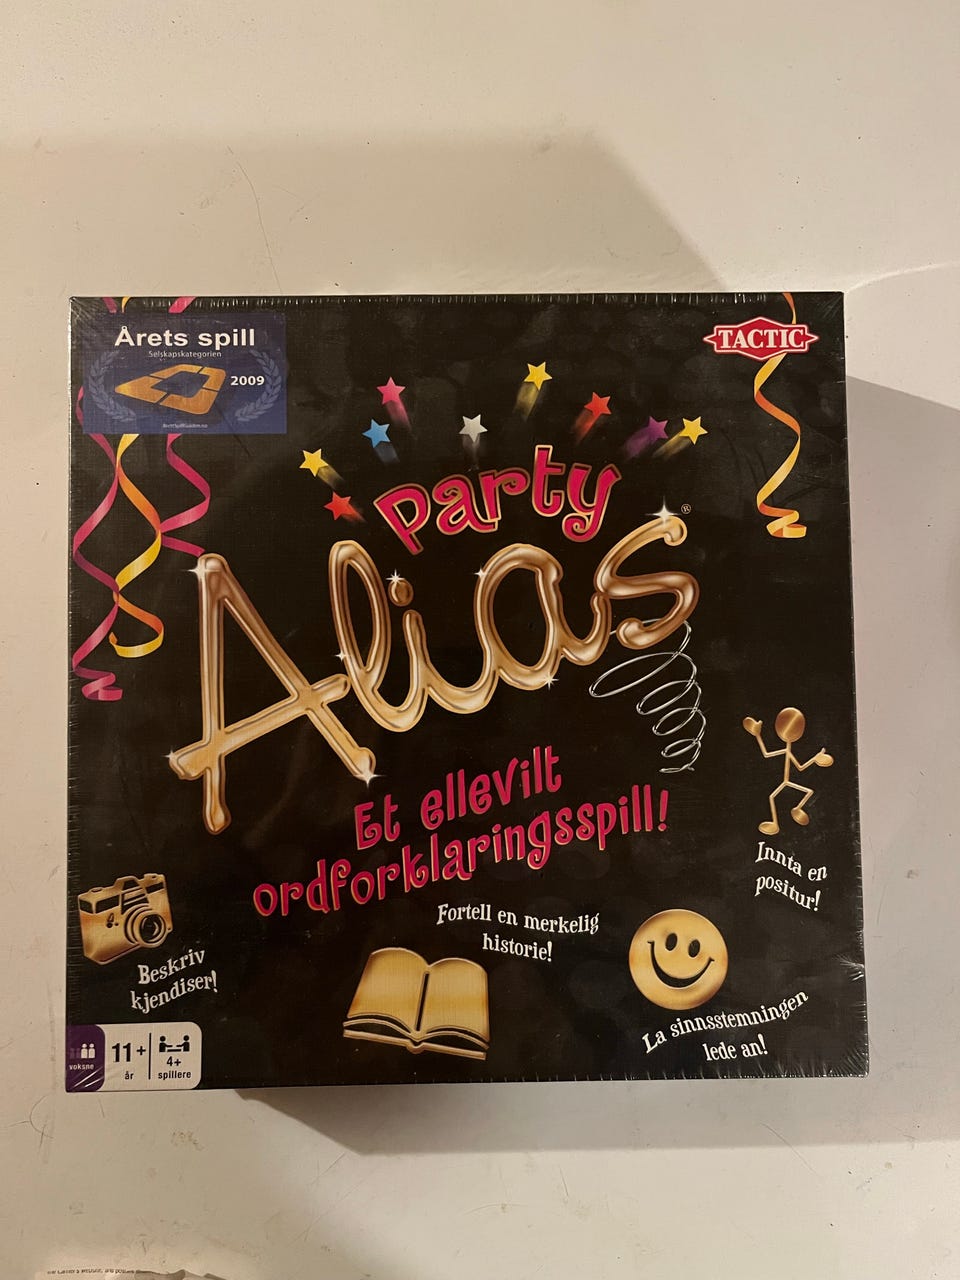 Årets spill
Selskapskategorien
2009
TACTIC
Party
Alias®
Et ellevilt
ordforklaringsspill!
Innta en
positur!
Fortell en merkelig
historie!
Beskriv
kjendiser!
La sinnsstemningen
lede an!
voksne
11+
år
4+
spillere